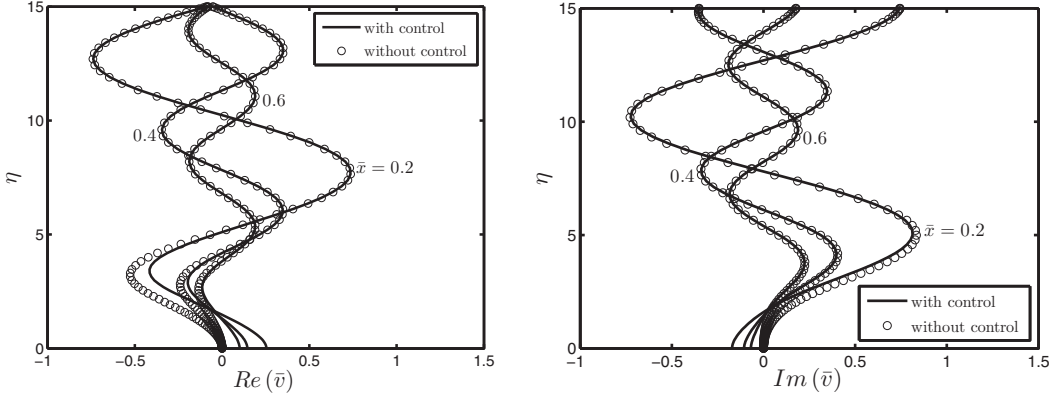 15
10
5
0
η
−1
−0.5
0
0.5
1
1.5
Re (v̄)
with control
without control
0.6
0.4
x̄ = 0.2
15
10
5
0
η
−1
−0.5
0
0.5
1
1.5
Im (v̄)
0.6
0.4
x̄ = 0.2
with control
without control